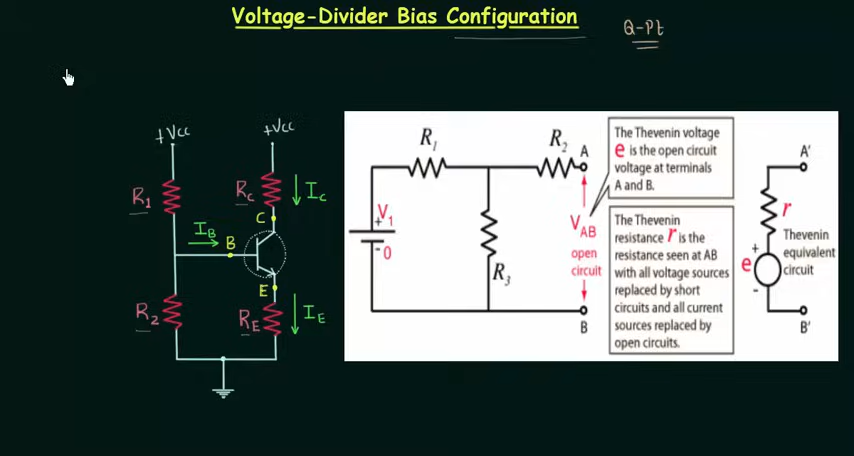 Voltage-Divider Bias Configuration
Q-Pt
+Vcc
+Vcc
R1
Rc
Ic
C
IB
B
E
R2
RE
IE
R1
R2
A
V1
+
-0
R3
VAB
open
circuit
B
The Thevenin voltage
e is the open circuit
voltage at terminals
A and B.
The Thevenin
resistance r is the
resistance seen at AB
with all voltage sources
replaced by short
circuits and all current
sources replaced by
open circuits.
A'
r
Thevenin
equivalent
circuit
+
e
-
B'